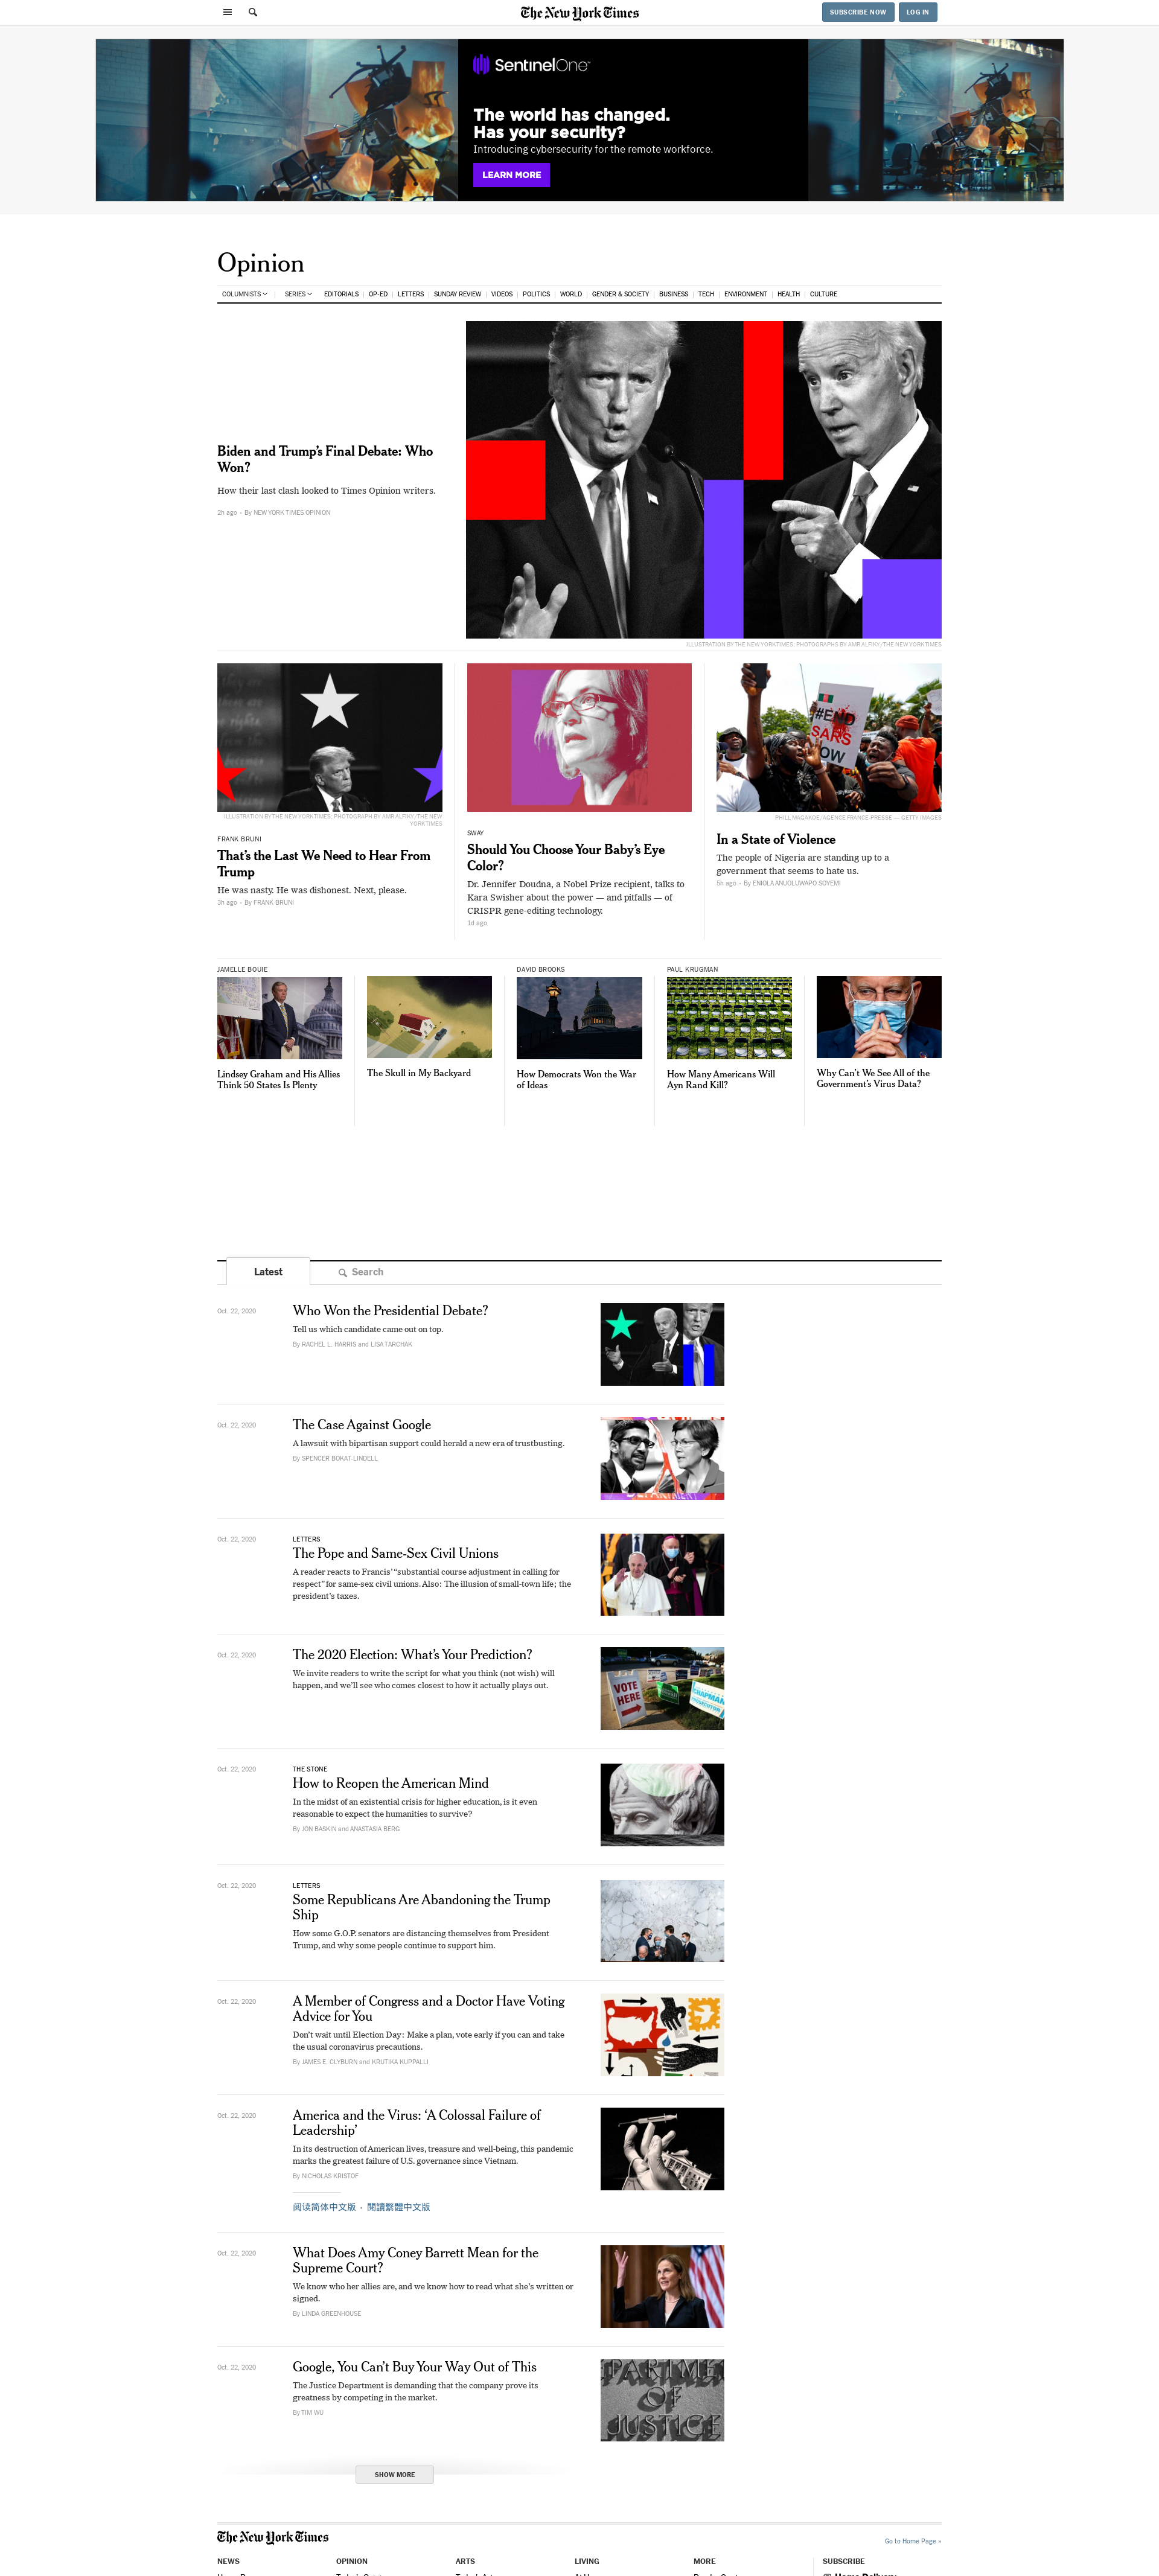 The New York Times
SUBSCRIBE NOW
LOG IN
SentinelOne
The world has changed.
Has your security?
Introducing cybersecurity for the remote workforce.
LEARN MORE
Opinion
COLUMNISTS
SERIES
EDITORIALS
OP-ED
LETTERS
SUNDAY REVIEW
VIDEOS
POLITICS
WORLD
GENDER & SOCIETY
BUSINESS
TECH
ENVIRONMENT
HEALTH
CULTURE
Biden and Trump's Final Debate: Who
Won?
How their last clash looked to Times Opinion writers.
2h ago • By NEW YORK TIMES OPINION
ILLUSTRATION BY THE NEW YORK TIMES; PHOTOGRAPHS BY AMR ALFIKY/THE NEW YORK TIMES
ILLUSTRATION BY THE NEW YORK TIMES; PHOTOGRAPH BY AMR ALFIKY/THE NEW
YORK TIMES
FRANK BRUNI
That's the Last We Need to Hear From
Trump
He was nasty. He was dishonest. Next, please.
3h ago • By FRANK BRUNI
SWAY
Should You Choose Your Baby's Eye
Color?
Dr. Jennifer Doudna, a Nobel Prize recipient, talks to
Kara Swisher about the power — and pitfalls — of
CRISPR gene-editing technology.
1d ago
#END
SARS
NOW
PHILL MAGAKOE/AGENCE FRANCE-PRESSE — GETTY IMAGES
In a State of Violence
The people of Nigeria are standing up to a
government that seems to hate us.
5h ago • By ENIOLA ANUOLUWAPO SOYEMI
JAMELLE BOUIE
Lindsey Graham and His Allies
Think 50 States Is Plenty
The Skull in My Backyard
DAVID BROOKS
How Democrats Won the War
of Ideas
PAUL KRUGMAN
How Many Americans Will
Ayn Rand Kill?
Why Can't We See All of the
Government's Virus Data?
Latest
Search
Oct. 22, 2020
Who Won the Presidential Debate?
Tell us which candidate came out on top.
By RACHEL L. HARRIS and LISA TARCHAK
Oct. 22, 2020
The Case Against Google
A lawsuit with bipartisan support could herald a new era of trustbusting.
By SPENCER BOKAT-LINDELL
Oct. 22, 2020
LETTERS
The Pope and Same-Sex Civil Unions
A reader reacts to Francis' "substantial course adjustment in calling for
respect" for same-sex civil unions. Also: The illusion of small-town life; the
president's taxes.
Oct. 22, 2020
The 2020 Election: What's Your Prediction?
We invite readers to write the script for what you think (not wish) will
happen, and we'll see who comes closest to how it actually plays out.
VOTE
HERE
CHAPMAN
Oct. 22, 2020
THE STONE
How to Reopen the American Mind
In the midst of an existential crisis for higher education, is it even
reasonable to expect the humanities to survive?
By JON BASKIN and ANASTASIA BERG
Oct. 22, 2020
LETTERS
Some Republicans Are Abandoning the Trump
Ship
How some G.O.P. senators are distancing themselves from President
Trump, and why some people continue to support him.
Oct. 22, 2020
A Member of Congress and a Doctor Have Voting
Advice for You
Don't wait until Election Day: Make a plan, vote early if you can and take
the usual coronavirus precautions.
By JAMES E. CLYBURN and KRUTIKA KUPPALLI
Oct. 22, 2020
America and the Virus: 'A Colossal Failure of
Leadership'
In its destruction of American lives, treasure and well-being, this pandemic
marks the greatest failure of U.S. governance since Vietnam.
By NICHOLAS KRISTOF
阅读简体中文版 • 閱讀繁體中文版
Oct. 22, 2020
What Does Amy Coney Barrett Mean for the
Supreme Court?
We know who her allies are, and we know how to read what she's written or
signed.
By LINDA GREENHOUSE
Oct. 22, 2020
Google, You Can't Buy Your Way Out of This
The Justice Department is demanding that the company prove its
greatness by competing in the market.
By TIM WU
PARTME
OF
JUSTICE
SHOW MORE
The New York Times
Go to Home Page »
NEWS
OPINION
ARTS
LIVING
MORE
SUBSCRIBE